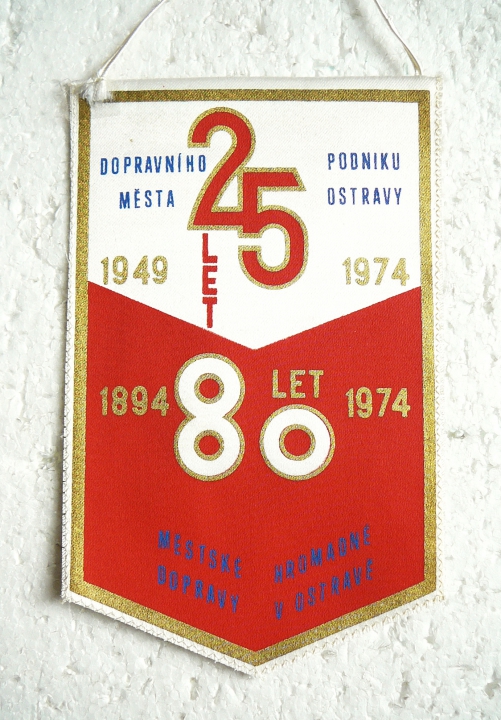 25 LET
DOPRAVNÍHO PODNIKU
MĚSTA OSTRAVY
1949 1974
1894 80 LET 1974
MĚSTSKÉ HROMADNÉ
DOPRAVY V OSTRAVĚ